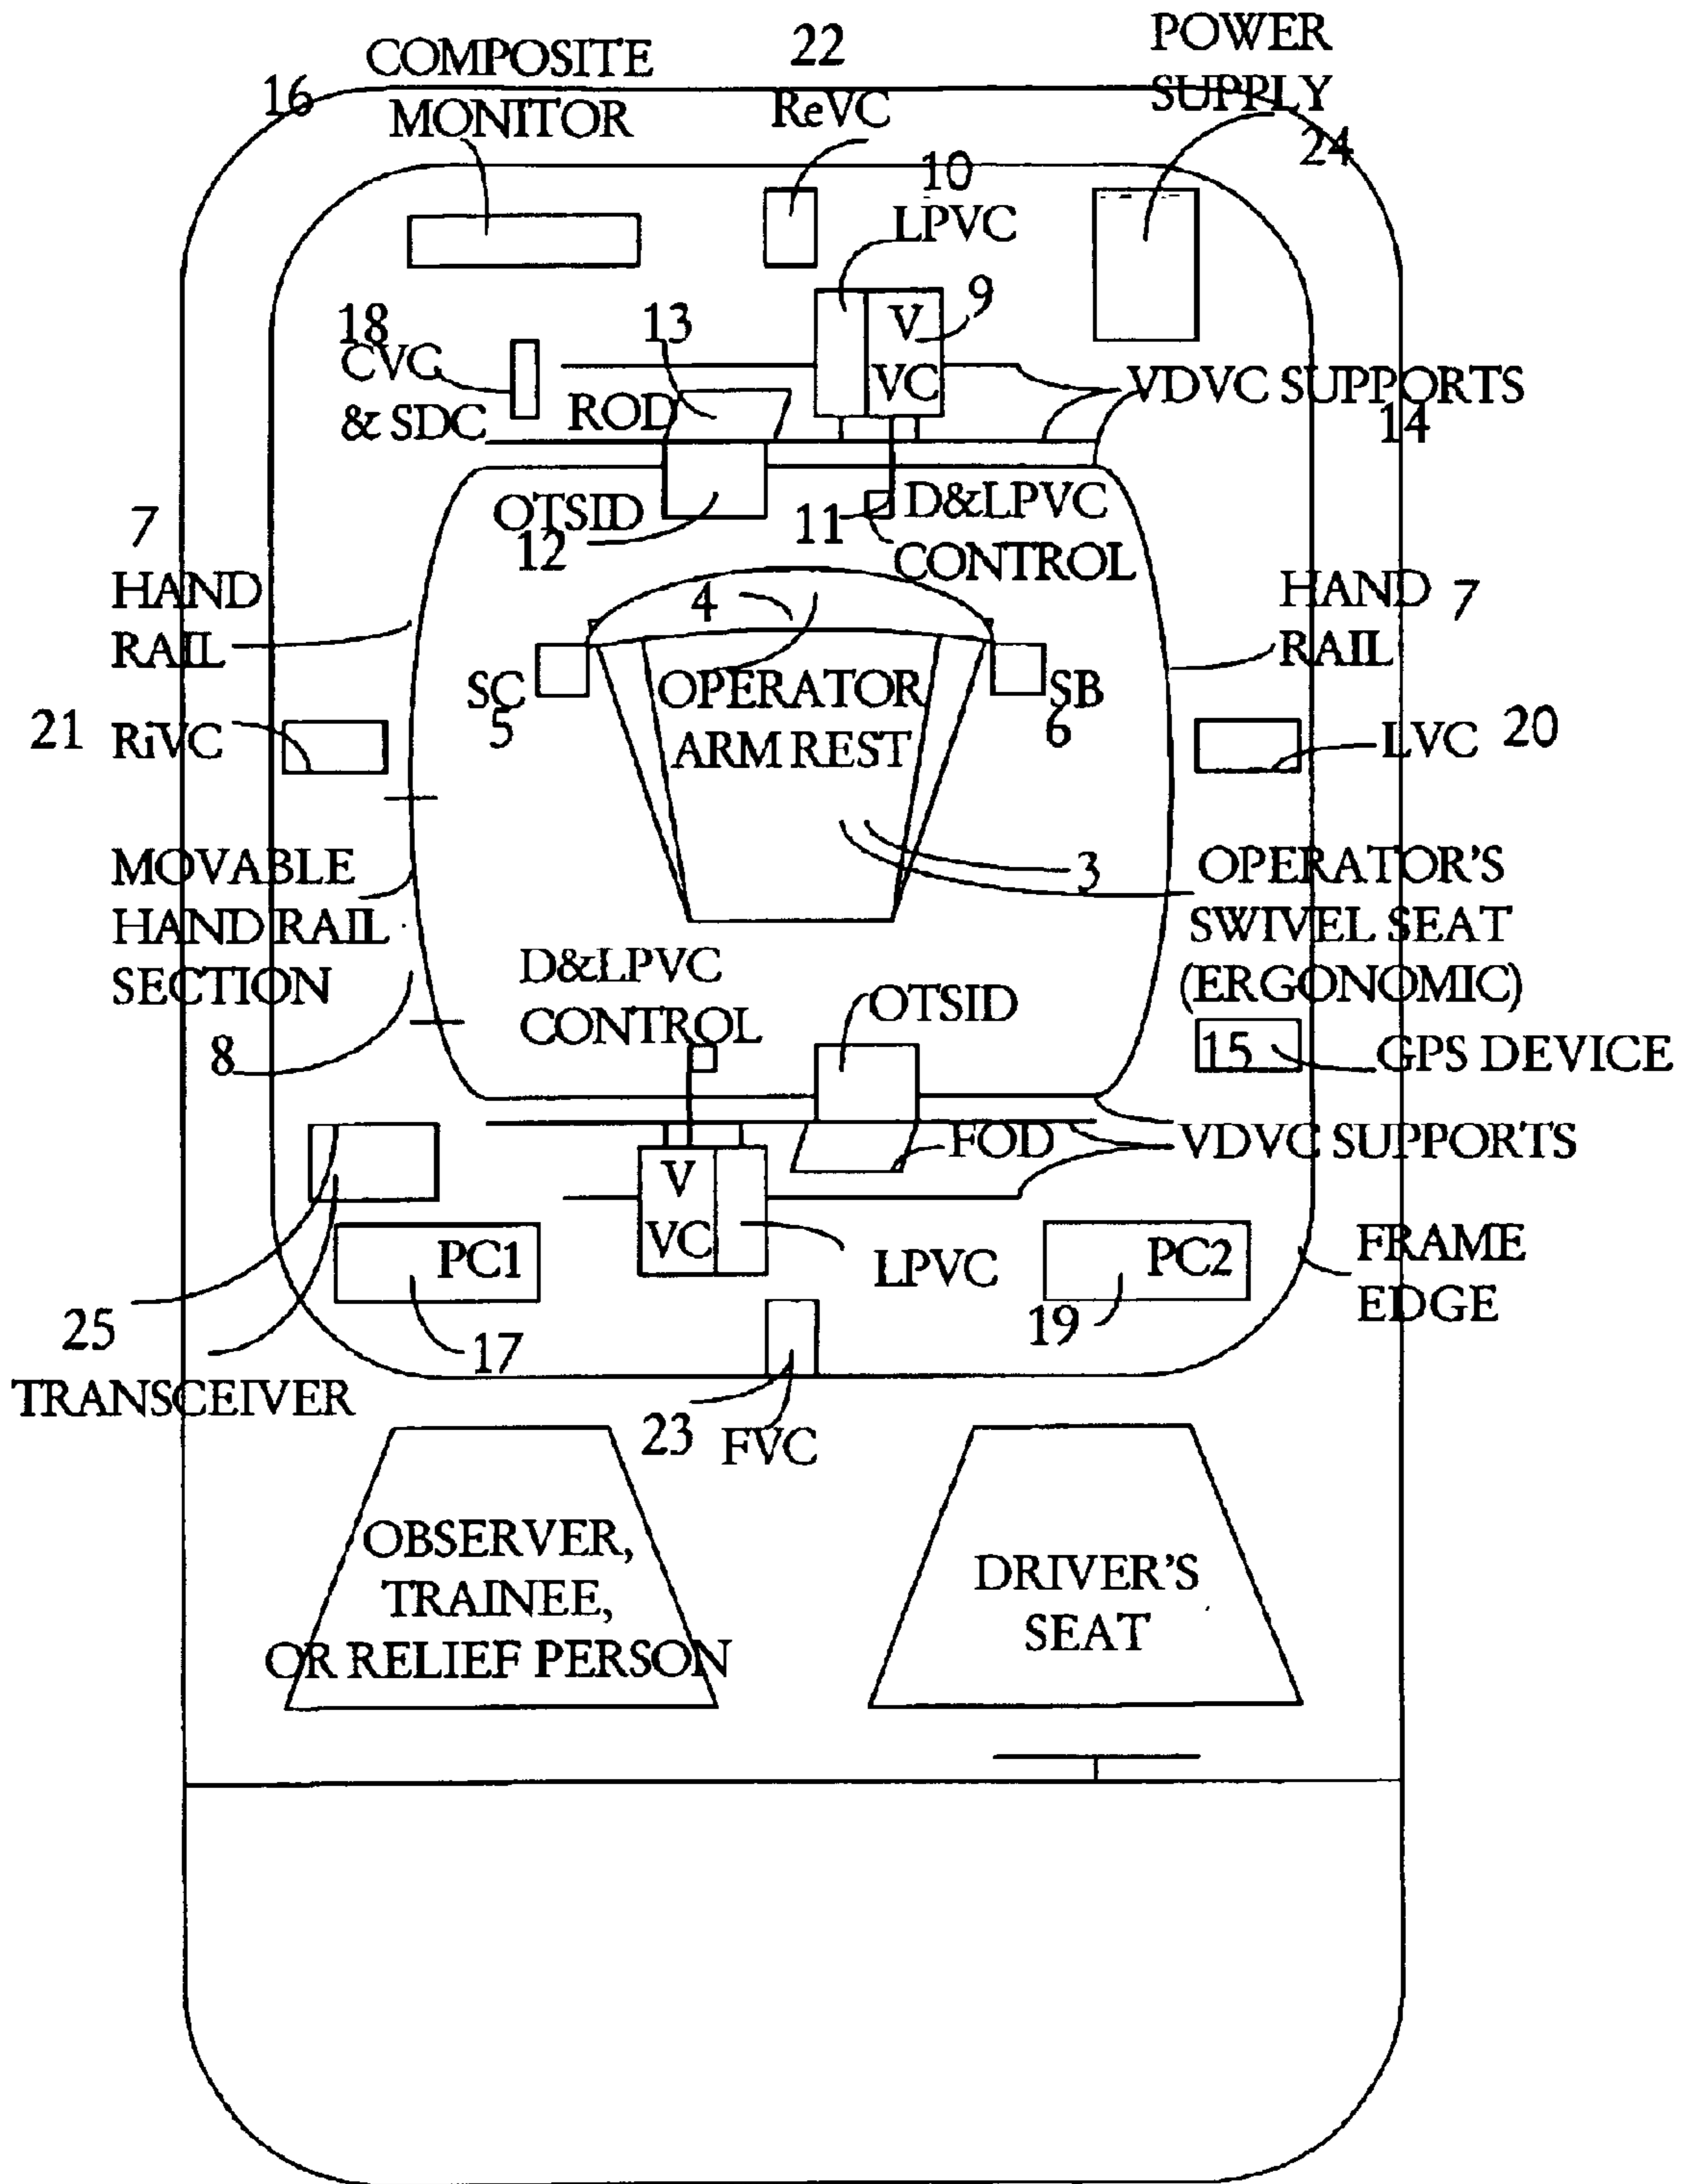 22
POWER
SUPPLY
24
COMPOSITE
MONITOR
16
ReVC
10
LPVC
9
V
VC
18
CVC
& SDC
13
ROD
VDVC SUPPORTS
14
OTSID
12
11
D&LPVC
CONTROL
7
HAND
RAIL
4
HAND 7
RAIL
SC
5
OPERATOR
ARM REST
SB
6
21 RiVC
LVC 20
MOVABLE
HAND RAIL
SECTION
8
3
OPERATOR'S
SWIVEL SEAT
(ERGONOMIC)
D&LPVC
CONTROL
OTSID
15
GPS DEVICE
FOD
VDVC SUPPORTS
V
VC
LPVC
PC1
17
PC2
19
FRAME
EDGE
25
TRANSCEIVER
23
FVC
OBSERVER,
TRAINEE,
OR RELIEF PERSON
DRIVER'S
SEAT